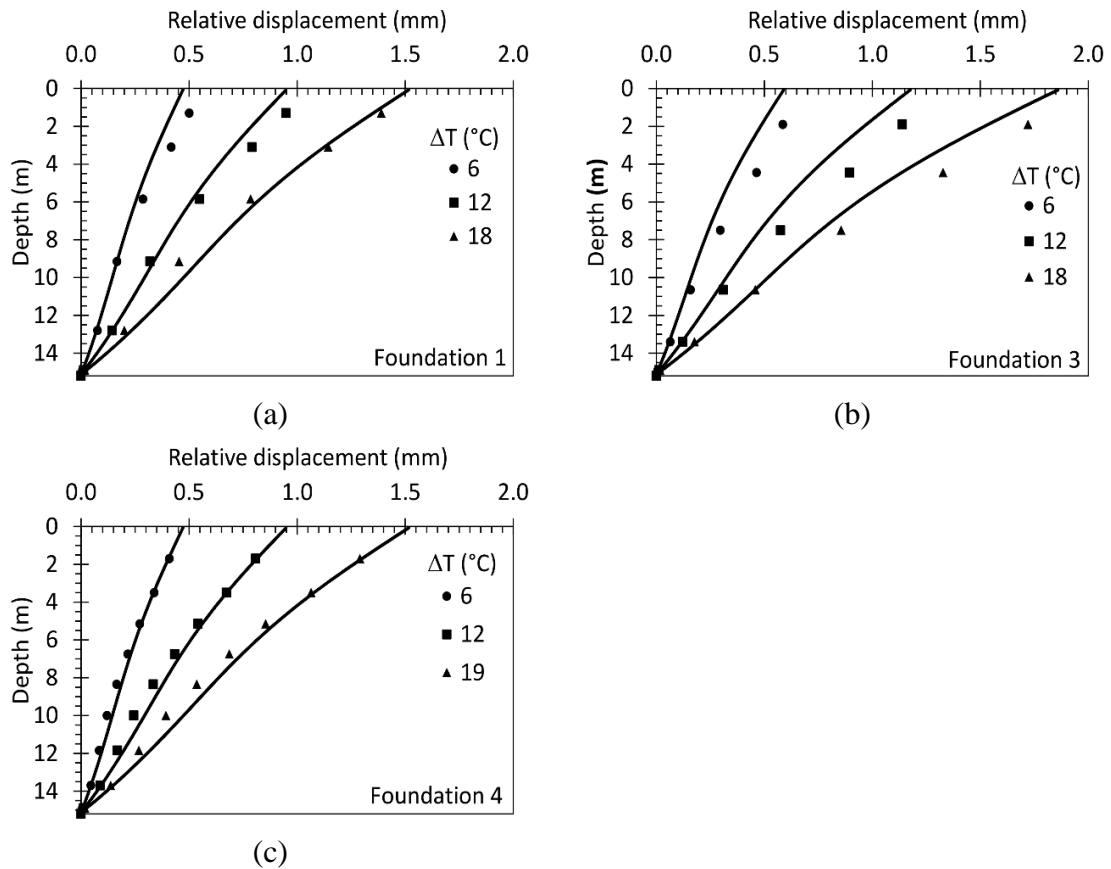 Relative displacement (mm)
0.0 0.5 1.0 1.5 2.0
0
2
4
6
8
10
12
14
Depth (m)
ΔT (°C)
6
12
18
Foundation 1
(a)
Relative displacement (mm)
0.0 0.5 1.0 1.5 2.0
0
2
4
6
8
10
12
14
Depth (m)
ΔT (°C)
6
12
18
Foundation 3
(b)
Relative displacement (mm)
0.0 0.5 1.0 1.5 2.0
0
2
4
6
8
10
12
14
Depth (m)
ΔT (°C)
6
12
19
Foundation 4
(c)